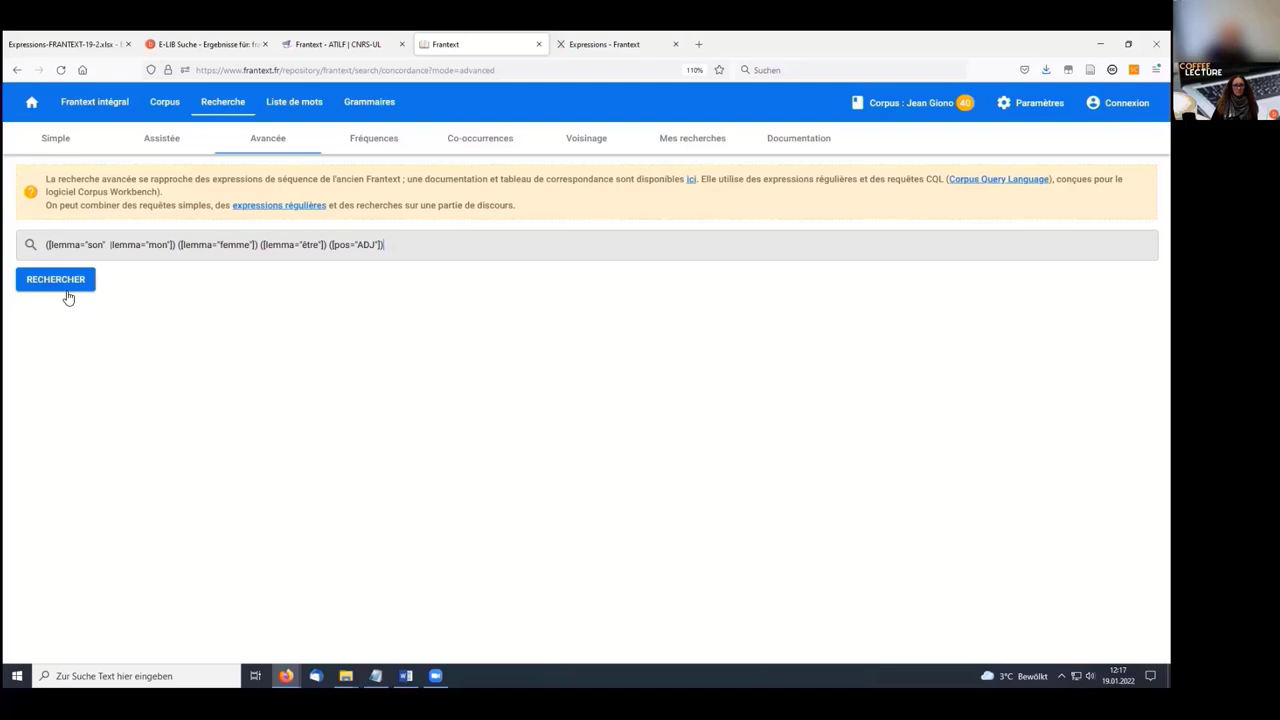 Expressions-FRANTEXT-19-2.xlsx - E
E-LIB Suche - Ergebnisse für: fr
Frantext - ATILF | CNRS-UL
Frantext
Expressions - Frantext
https://www.frantext.fr/repository/frantext/search/concordance?mode=advanced
110%
Suchen
Frantext intégral
Corpus
Recherche
Liste de mots
Grammaires
Corpus : Jean Giono 40
Paramètres
Connexion
Simple
Assistée
Avancée
Fréquences
Co-occurrences
Voisinage
Mes recherches
Documentation
La recherche avancée se rapproche des expressions de séquence de l'ancien Frantext ; une documentation et tableau de correspondance sont disponibles ici. Elle utilise des expressions régulières et des requêtes CQL (Corpus Query Language), conçues pour le
logiciel Corpus Workbench).
On peut combiner des requêtes simples, des expressions régulières et des recherches sur une partie de discours.
([lemma="son" |lemma="mon"]) ([lemma="femme"]) ([lemma="être"]) ([pos="ADJ"])
RECHERCHER
COFFEE
LECTURE
Zur Suche Text hier eingeben
3°C Bewölkt
12:17
19.01.2022